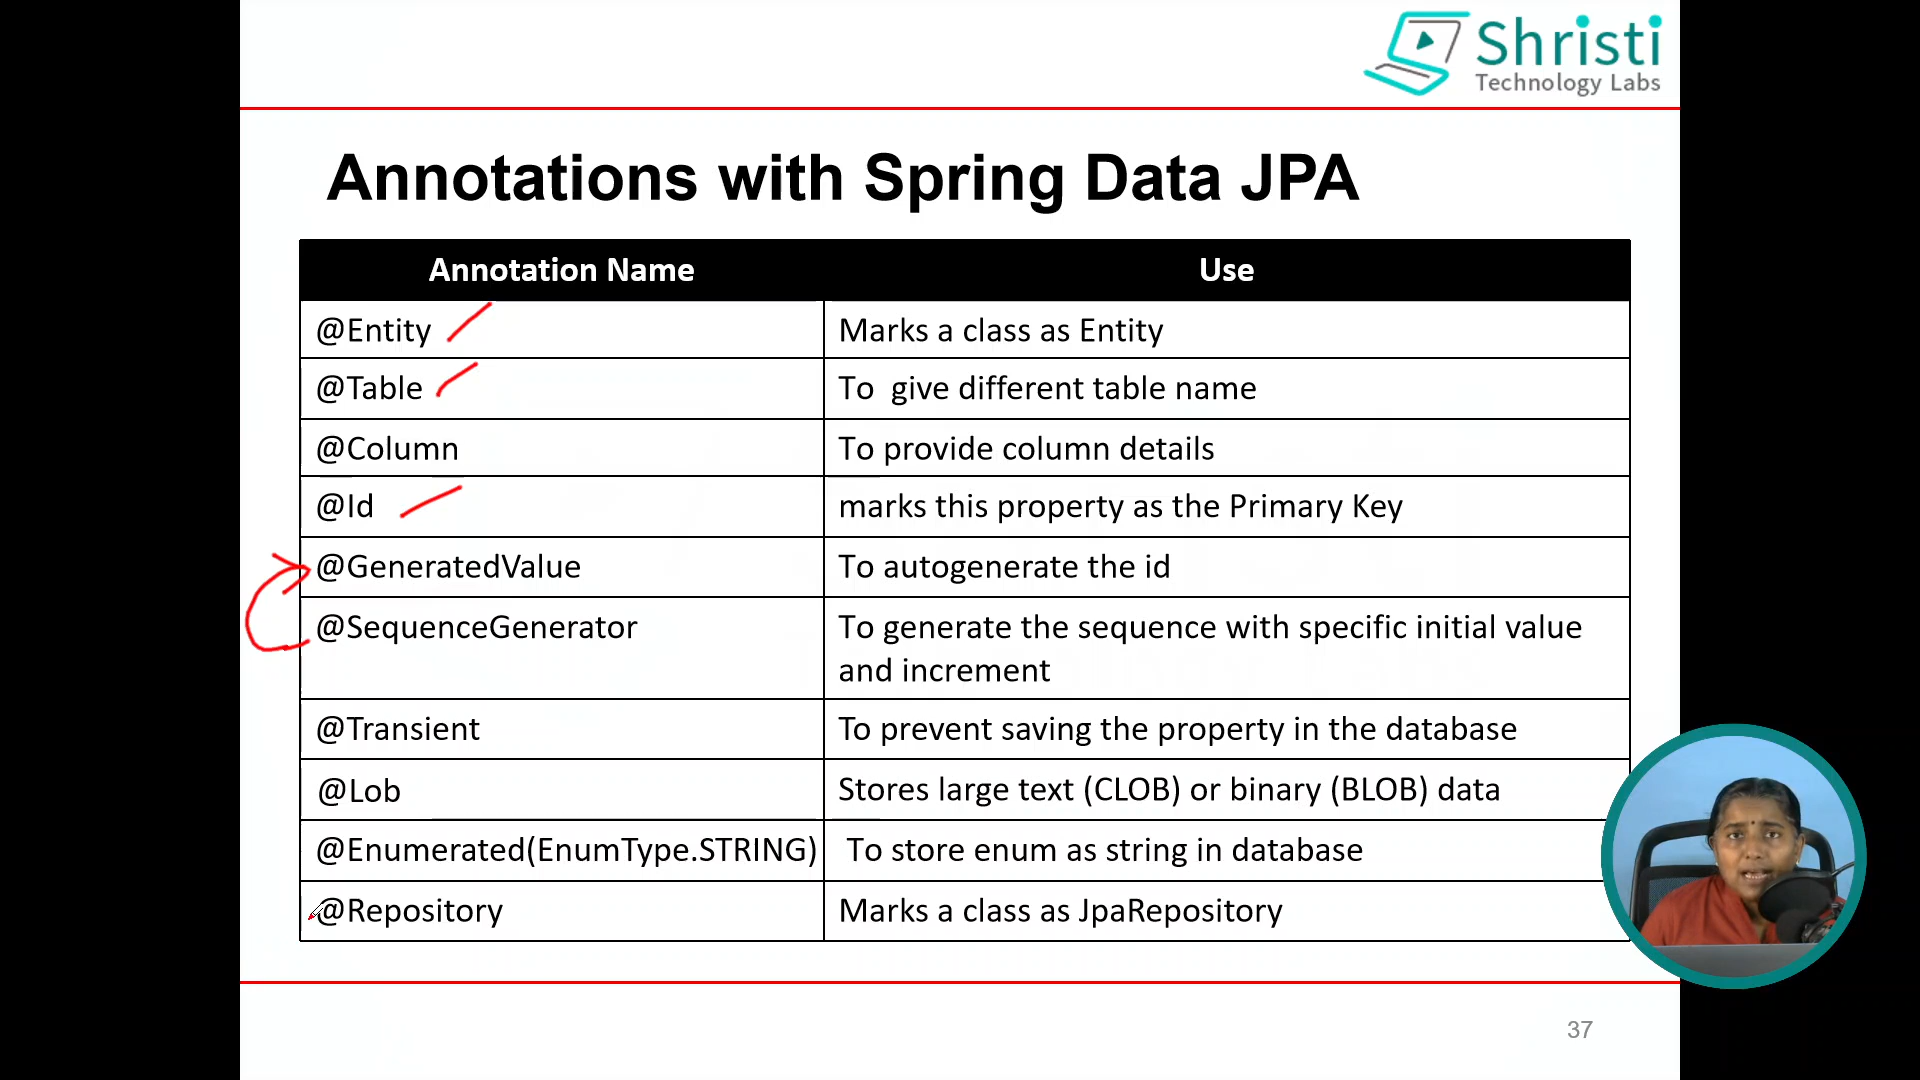 Shristi
Technology Labs
Annotations with Spring Data JPA
Annotation Name Use
@Entity Marks a class as Entity
@Table To give different table name
@Column To provide column details
@Id marks this property as the Primary Key
@GeneratedValue To autogenerate the id
@SequenceGenerator To generate the sequence with specific initial value
and increment
@Transient To prevent saving the property in the database
@Lob Stores large text (CLOB) or binary (BLOB) data
@Enumerated(EnumType.STRING) To store enum as string in database
@Repository Marks a class as JpaRepository
37